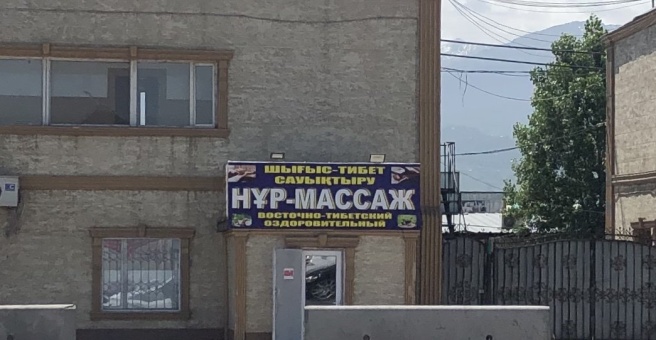 ШЫҒЫС-ТИБЕТ
САУЫҚТЫРУ
НҰР-МАССАЖ
ВОСТОЧНО-ТИБЕТСКИЙ
ОЗДОРОВИТЕЛЬНЫЙ